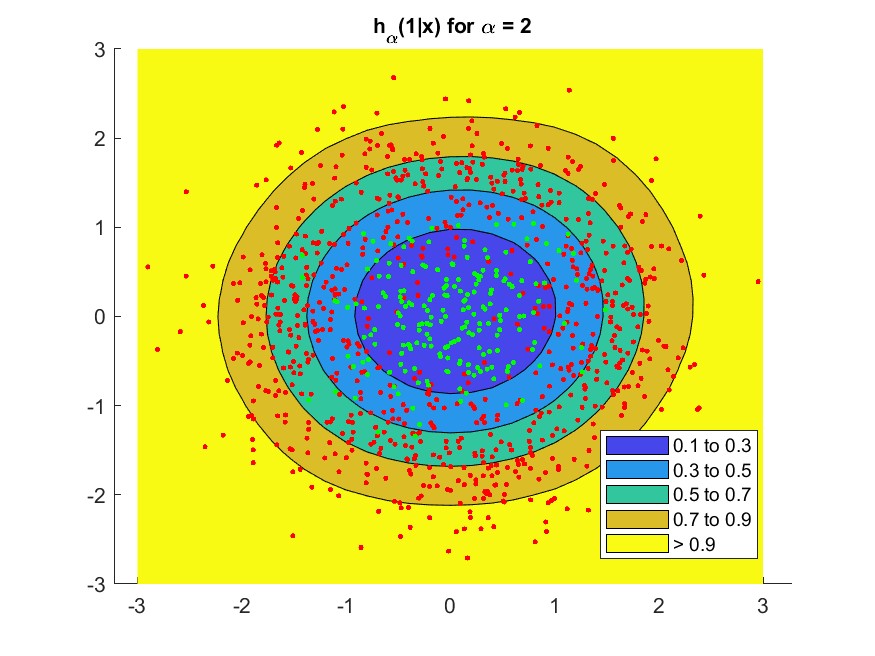 h_α(1|x) for α = 2
3
2
1
0
-1
-2
-3
-3 -2 -1 0 1 2 3
0.1 to 0.3
0.3 to 0.5
0.5 to 0.7
0.7 to 0.9
> 0.9